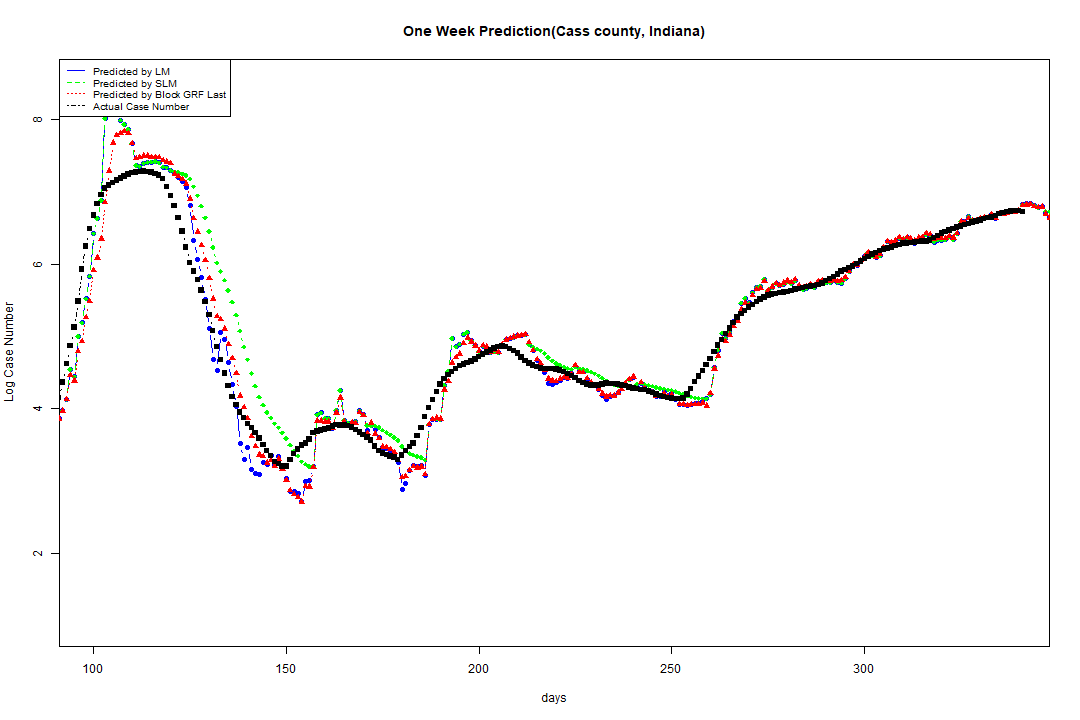 One Week Prediction(Cass county, Indiana)
Predicted by LM
Predicted by SLM
Predicted by Block GRF Last
Actual Case Number
8
6
4
2
Log Case Number
100 150 200 250 300
days